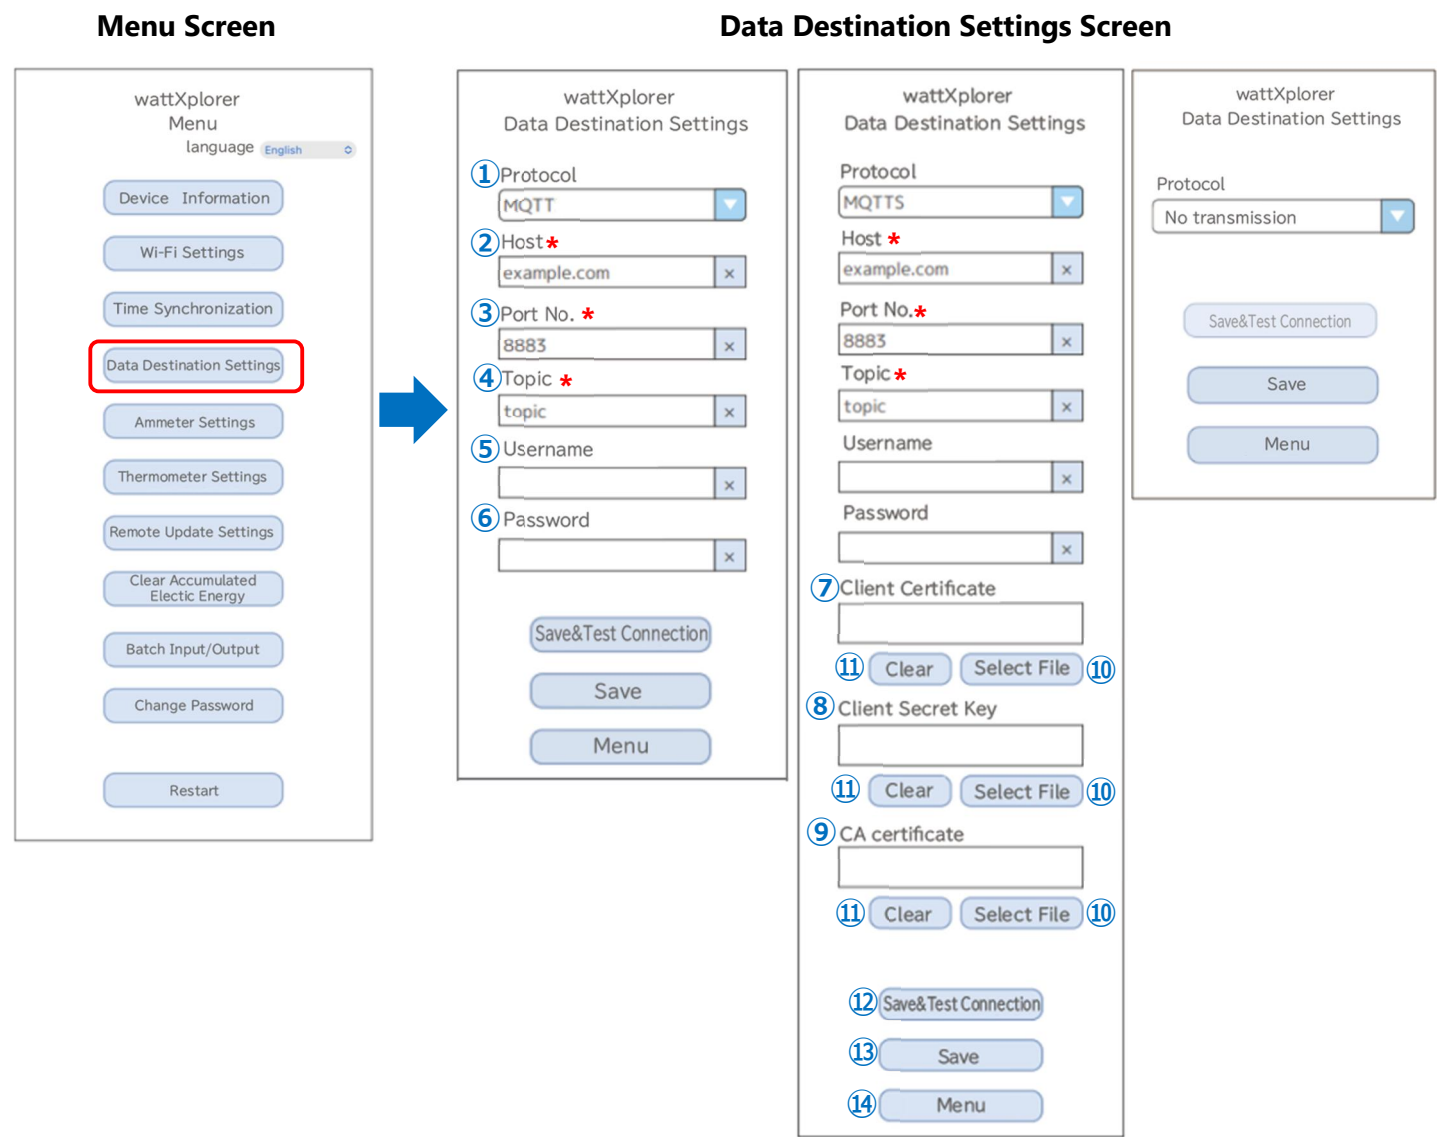 Menu Screen
Data Destination Settings Screen
wattXplorer
Menu
language English
Device Information
Wi-Fi Settings
Time Synchronization
Data Destination Settings
Ammeter Settings
Thermometer Settings
Remote Update Settings
Clear Accumulated
Electic Energy
Batch Input/Output
Change Password
Restart
wattXplorer
Data Destination Settings
①Protocol
MQTT
②Host*
example.com ×
③Port No. *
8883 ×
④Topic *
topic ×
⑤Username
×
⑥Password
×
Save&Test Connection
Save
Menu
wattXplorer
Data Destination Settings
Protocol
MQTTS
Host *
example.com ×
Port No.*
8883 ×
Topic*
topic ×
Username
×
Password
×
⑦Client Certificate
⑪ Clear Select File ⑩
⑧Client Secret Key
⑪ Clear Select File ⑩
⑨CA certificate
⑪ Clear Select File ⑩
⑫Save&Test Connection
⑬ Save
⑭ Menu
wattXplorer
Data Destination Settings
Protocol
No transmission
Save&Test Connection
Save
Menu